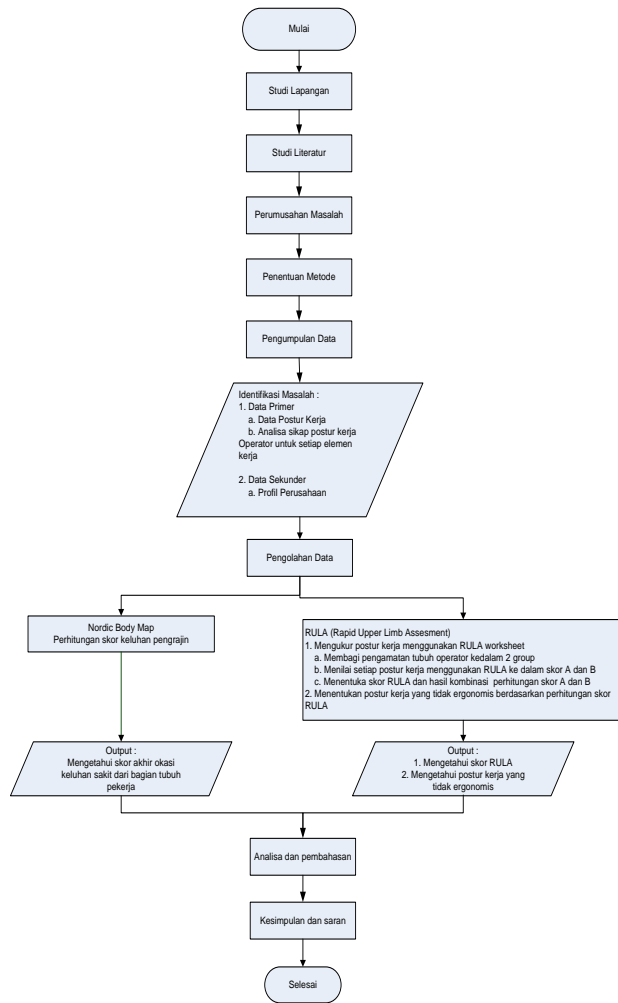 Mulai
Studi Lapangan
Studi Literatur
Perumusahan Masalah
Penentuan Metode
Pengumpulan Data
Identifikasi Masalah :
1. Data Primer
a. Data Postur Kerja
b. Analisa sikap postur kerja
Operator untuk setiap elemen
kerja
2. Data Sekunder
a. Profil Perusahaan
Pengolahan Data
Nordic Body Map
Perhitungan skor keluhan pengrajin
RULA (Rapid Upper Limb Assesment)
1. Mengukur postur kerja menggunakan RULA worksheet
a. Membagi pengamatan tubuh operator kedalam 2 group
b. Menilai setiap postur kerja menggunakan RULA ke dalam skor A dan B
c. Menentuka skor RULA dan hasil kombinasi perhitungan skor A dan B
2. Menentukan postur kerja yang tidak ergonomis berdasarkan perhitungan skor
RULA
Output :
Mengetahui skor akhir okasi
keluhan sakit dari bagian tubuh
pekerja
Output :
1. Mengetahui skor RULA
2. Mengetahui postur kerja yang
tidak ergonomis
Analisa dan pembahasan
Kesimpulan dan saran
Selesai